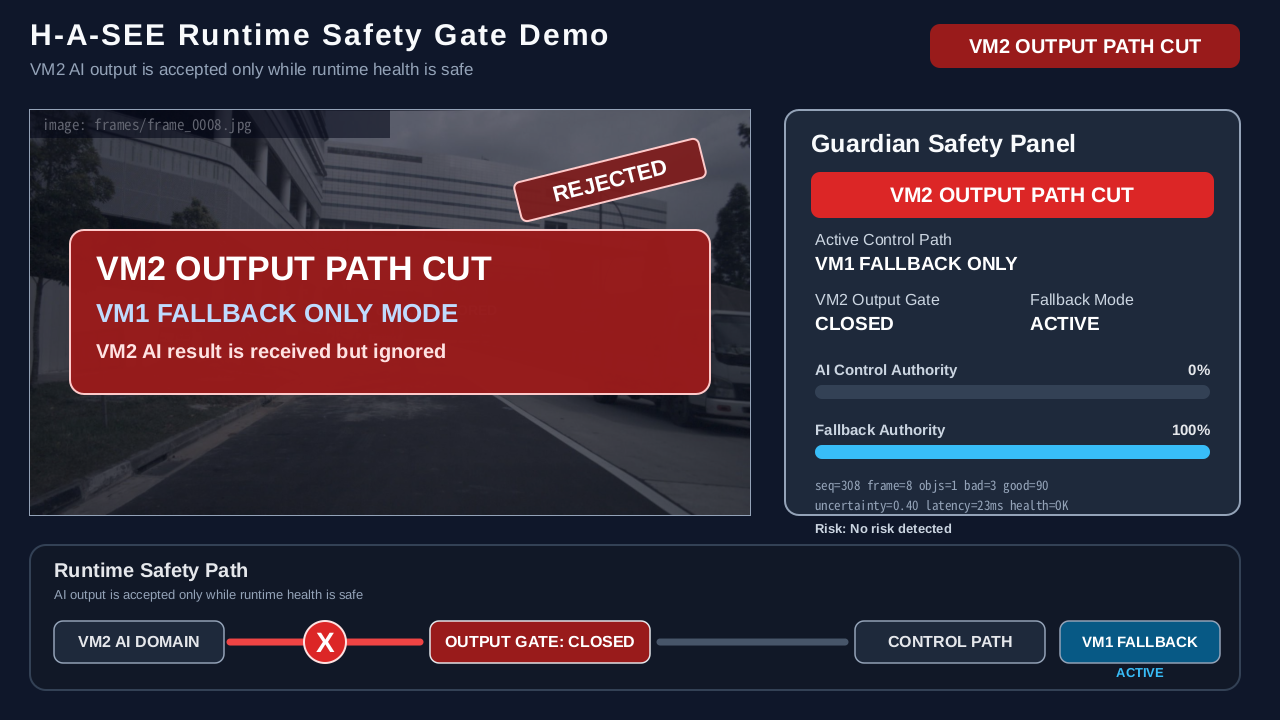 H-A-SEE Runtime Safety Gate Demo
VM2 AI output is accepted only while runtime health is safe
VM2 OUTPUT PATH CUT
image: frames/frame_0008.jpg
REJECTED
VM2 OUTPUT PATH CUT
VM1 FALLBACK ONLY MODE
VM2 AI result is received but ignored
Guardian Safety Panel
VM2 OUTPUT PATH CUT
Active Control Path
VM1 FALLBACK ONLY
VM2 Output Gate Fallback Mode
CLOSED ACTIVE
AI Control Authority 0%
Fallback Authority 100%
seq=308 frame=8 objs=1 bad=3 good=90
uncertainty=0.40 latency=23ms health=OK
Risk: No risk detected
Runtime Safety Path
AI output is accepted only while runtime health is safe
VM2 AI DOMAIN X OUTPUT GATE: CLOSED CONTROL PATH VM1 FALLBACK
ACTIVE